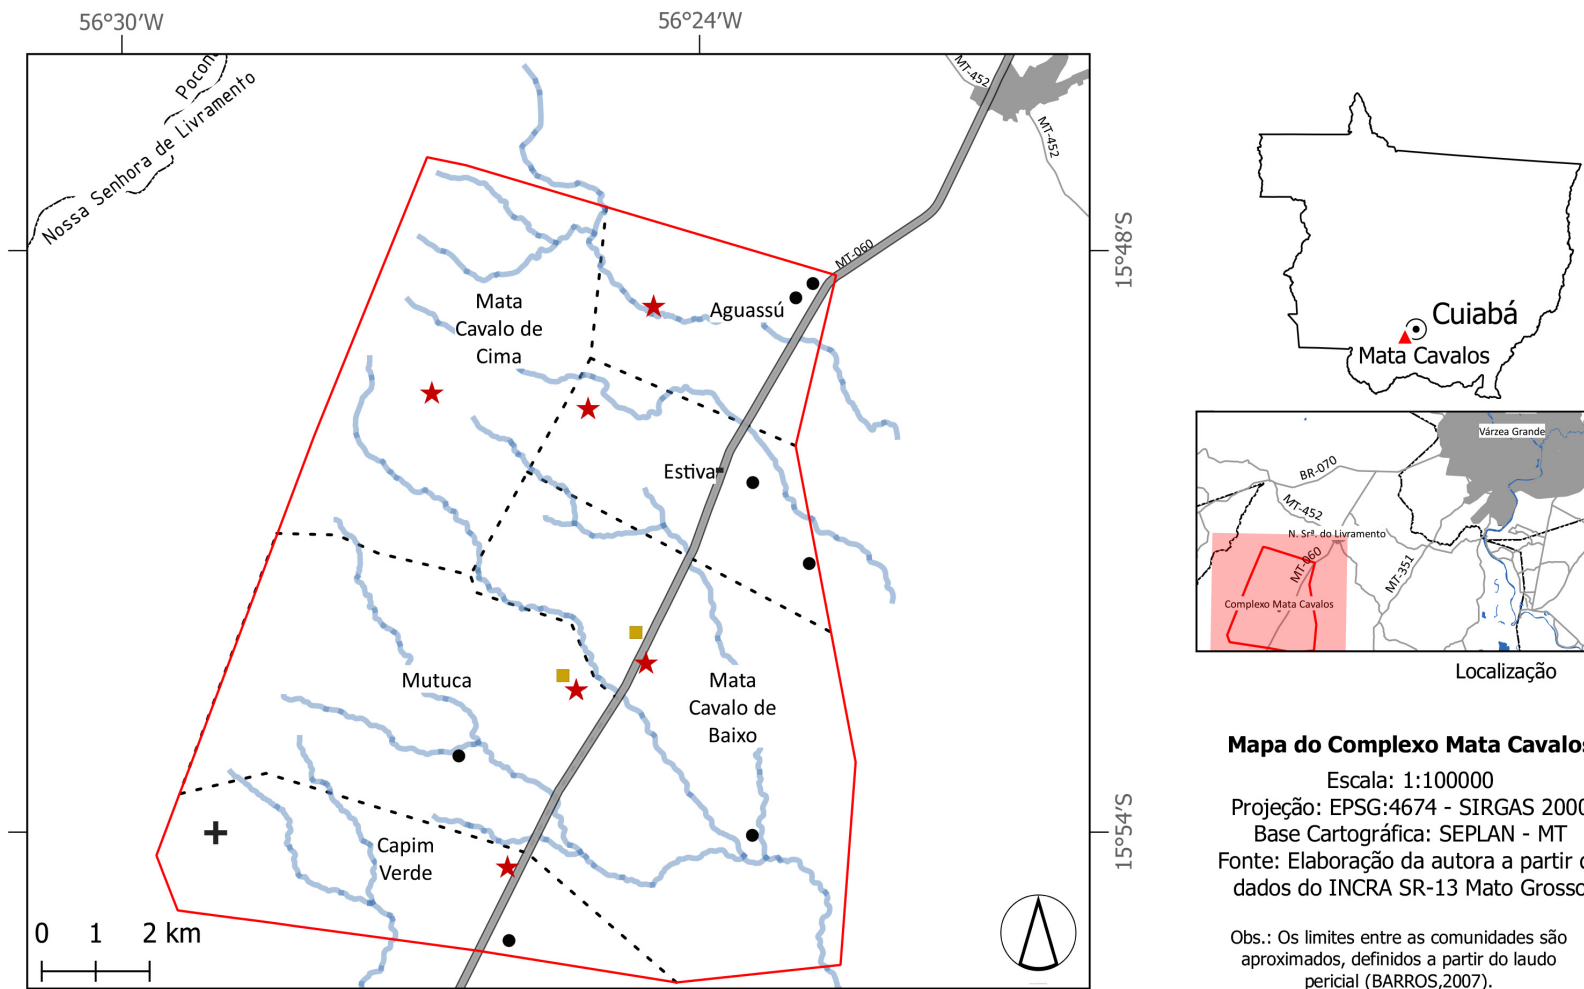 56°30′W
56°24′W
Nossa Senhora de Livramento
MT-452
MT-452
MT-060
15°48′S
Mata
Cavalo de
Cima
Aguassú
Estiva
Mutuca
Mata
Cavalo de
Baixo
Capim
Verde
15°54′S
0 1 2 km
Cuiabá
Mata Cavalos
Várzea Grande
BR-070
MT-452
N. Srª. do Livramento
MT-060
MT-351
Complexo Mata Cavalos
Localização
Mapa do Complexo Mata Cavalos
Escala: 1:100000
Projeção: EPSG:4674 - SIRGAS 2000
Base Cartográfica: SEPLAN - MT
Fonte: Elaboração da autora a partir d
dados do INCRA SR-13 Mato Grosso
Obs.: Os limites entre as comunidades são
aproximados, definidos a partir do laudo
pericial (BARROS,2007).